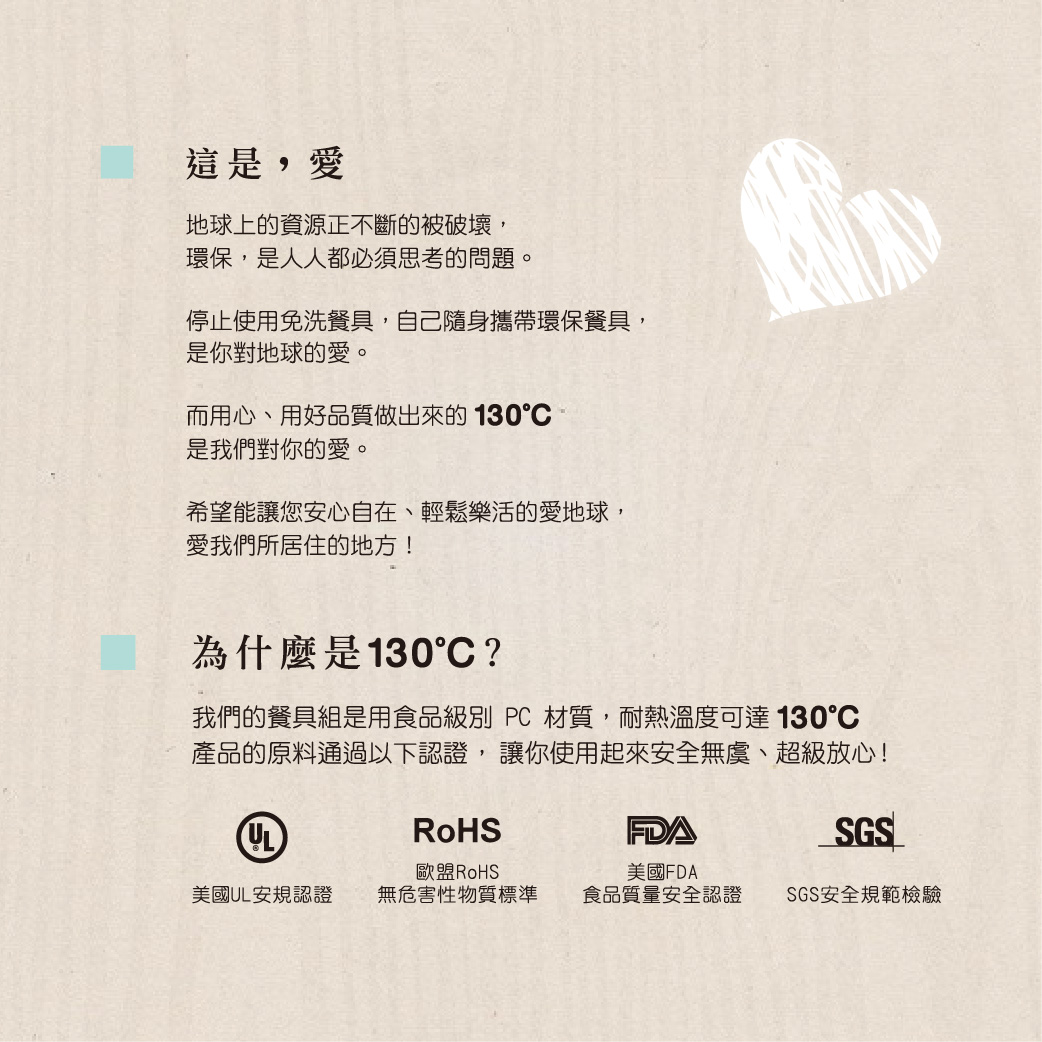 這是，愛
地球上的資源正不斷的被破壞，
環保，是人人都必須思考的問題。
停止使用免洗餐具，自己隨身攜帶環保餐具，
是你對地球的愛。
而用心、用好品質做出來的 130°C
是我們對你的愛。
希望能讓您安心自在、輕鬆樂活的愛地球，
愛我們所居住的地方！
為什麼是130°C？
我們的餐具組是用食品級別 PC 材質，耐熱溫度可達 130°C
產品的原料通過以下認證， 讓你使用起來安全無虞、超級放心！
UL® RoHS FDA SGS
歐盟RoHS 美國FDA
美國UL安規認證 無危害性物質標準 食品質量安全認證 SGS安全規範檢驗